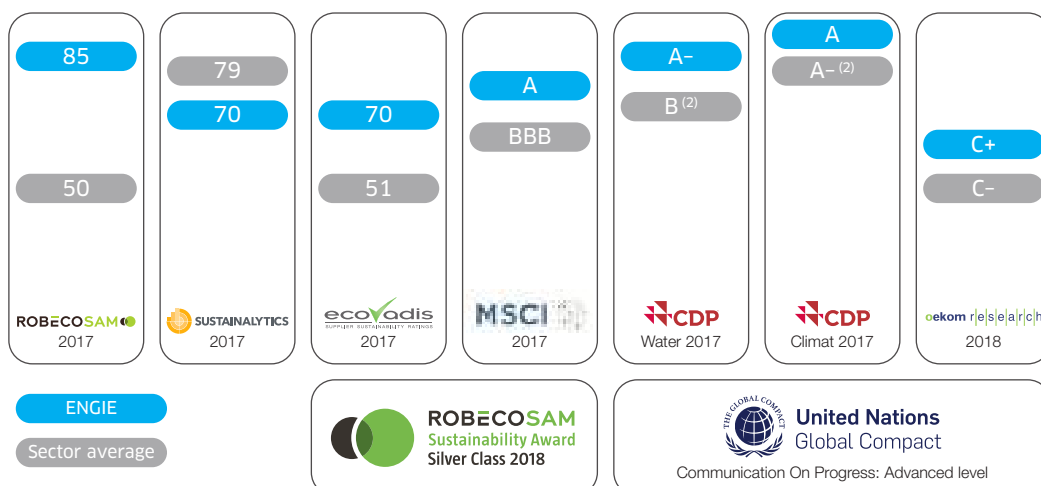 85
50
ROBECOSAM
2017
79
70
SUSTAINALYTICS
2017
70
51
ecovadis
SUPPLIER SUSTAINABILITY RATINGS
2017
A
BBB
MSCI
2017
A–
B (2)
CDP
Water 2017
A
A– (2)
CDP
Climat 2017
C+
C–
oekom r|e|s|e|a|r|c|h
2018
ENGIE
Sector average
ROBECOSAM
Sustainability Award
Silver Class 2018
THE GLOBAL COMPACT
United Nations
Global Compact
Communication On Progress: Advanced level